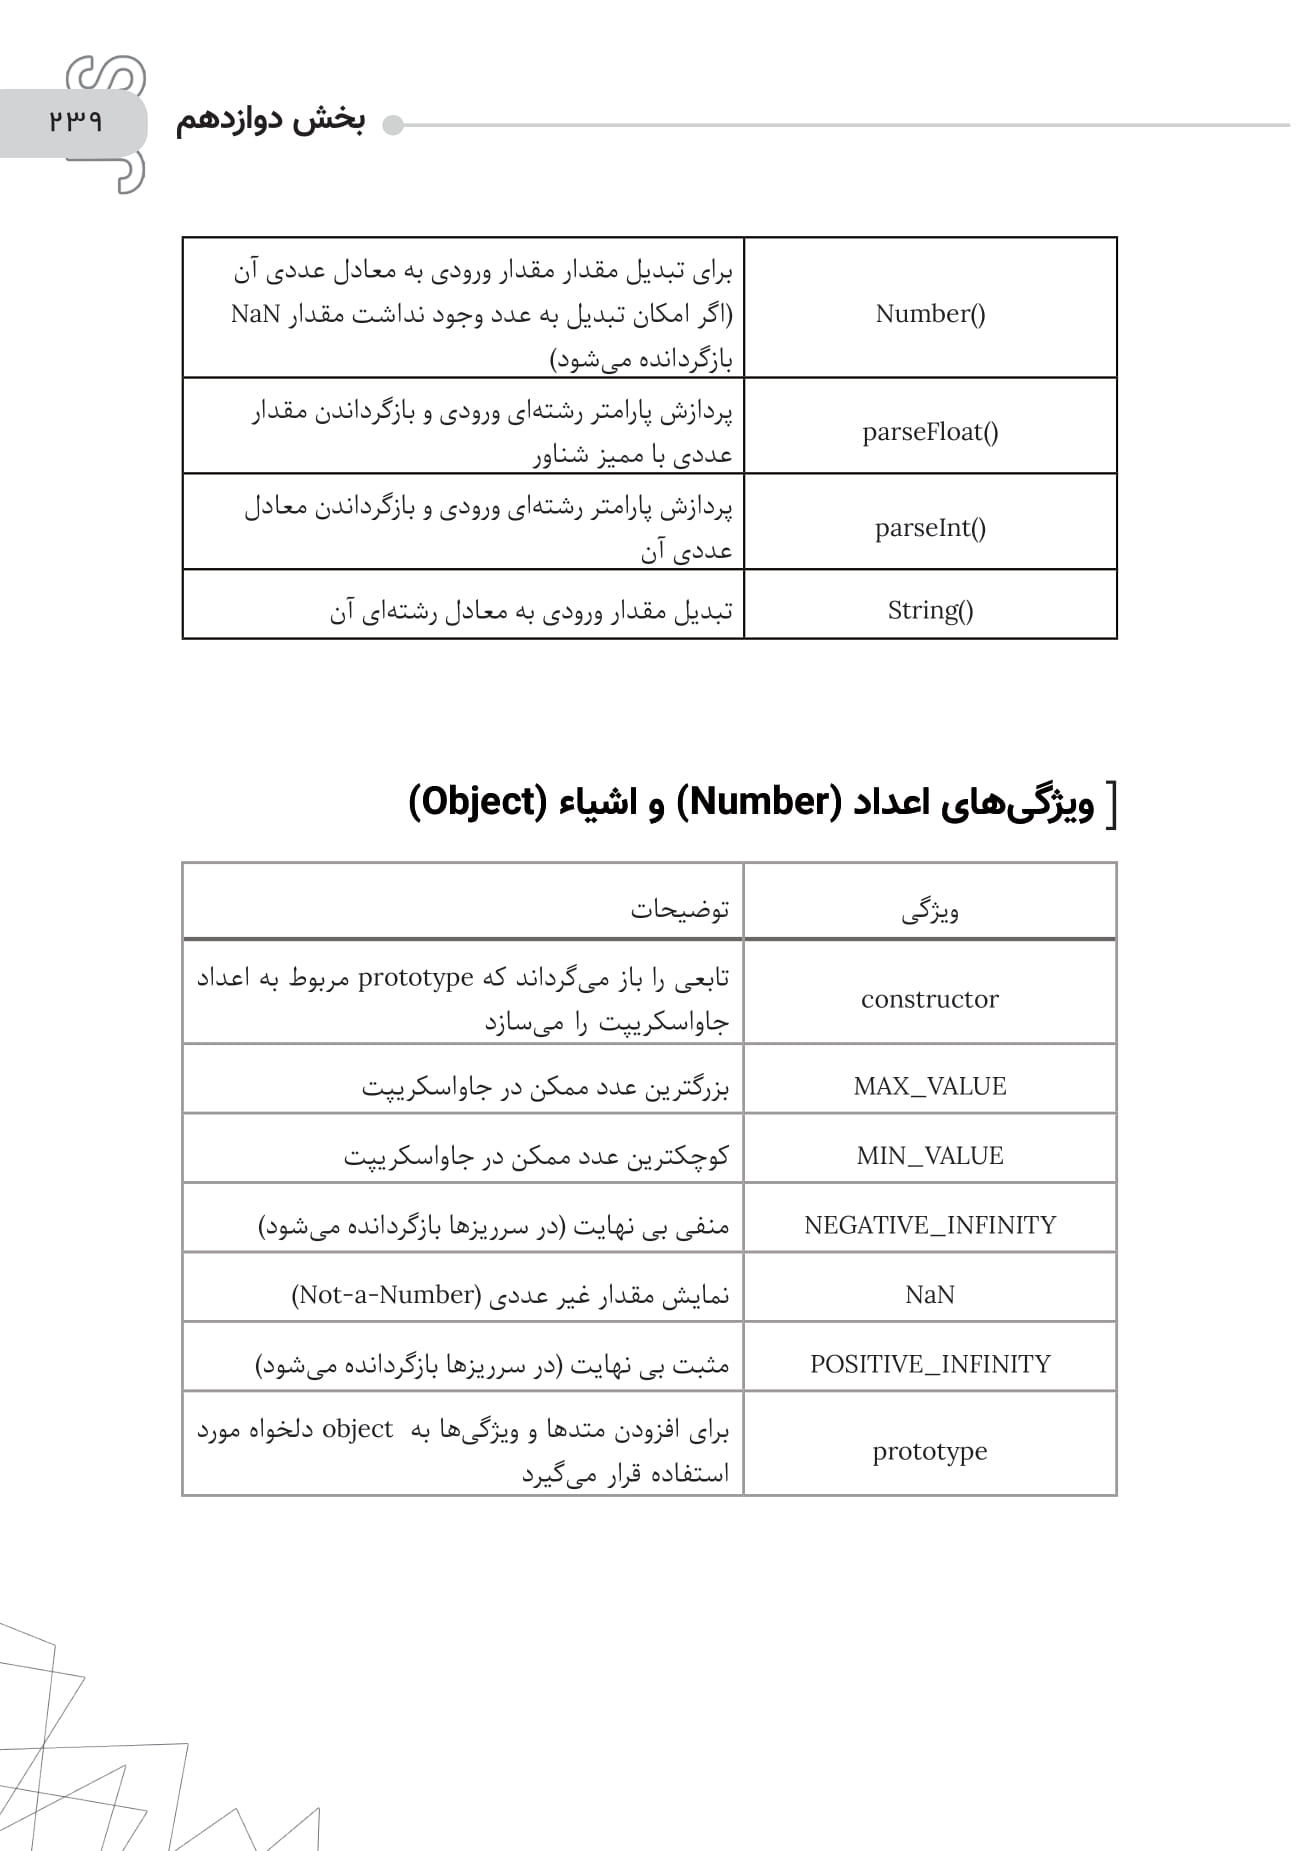 JS
۲۳۹
بخش دوازدهم
Number()
برای تبدیل مقدار مقدار ورودی به معادل عددی آن
(اگر امکان تبدیل به عدد وجود نداشت مقدار NaN
بازگردانده می‌شود)
parseFloat()
پردازش پارامتر رشته‌ای ورودی و بازگرداندن مقدار
عددی با ممیز شناور
parseInt()
پردازش پارامتر رشته‌ای ورودی و بازگرداندن معادل
عددی آن
String()
تبدیل مقدار ورودی به معادل رشته‌ای آن
[ ویژگی‌های اعداد (Number) و اشیاء (Object)
ویژگی
توضیحات
constructor
تابعی را باز می‌گرداند که prototype مربوط به اعداد
جاواسکریپت را می‌سازد
MAX_VALUE
بزرگترین عدد ممکن در جاواسکریپت
MIN_VALUE
کوچکترین عدد ممکن در جاواسکریپت
NEGATIVE_INFINITY
منفی بی نهایت (در سرریزها بازگردانده می‌شود)
NaN
نمایش مقدار غیر عددی (Not-a-Number)
POSITIVE_INFINITY
مثبت بی نهایت (در سرریزها بازگردانده می‌شود)
prototype
برای افزودن متدها و ویژگی‌ها به object دلخواه مورد
استفاده قرار می‌گیرد